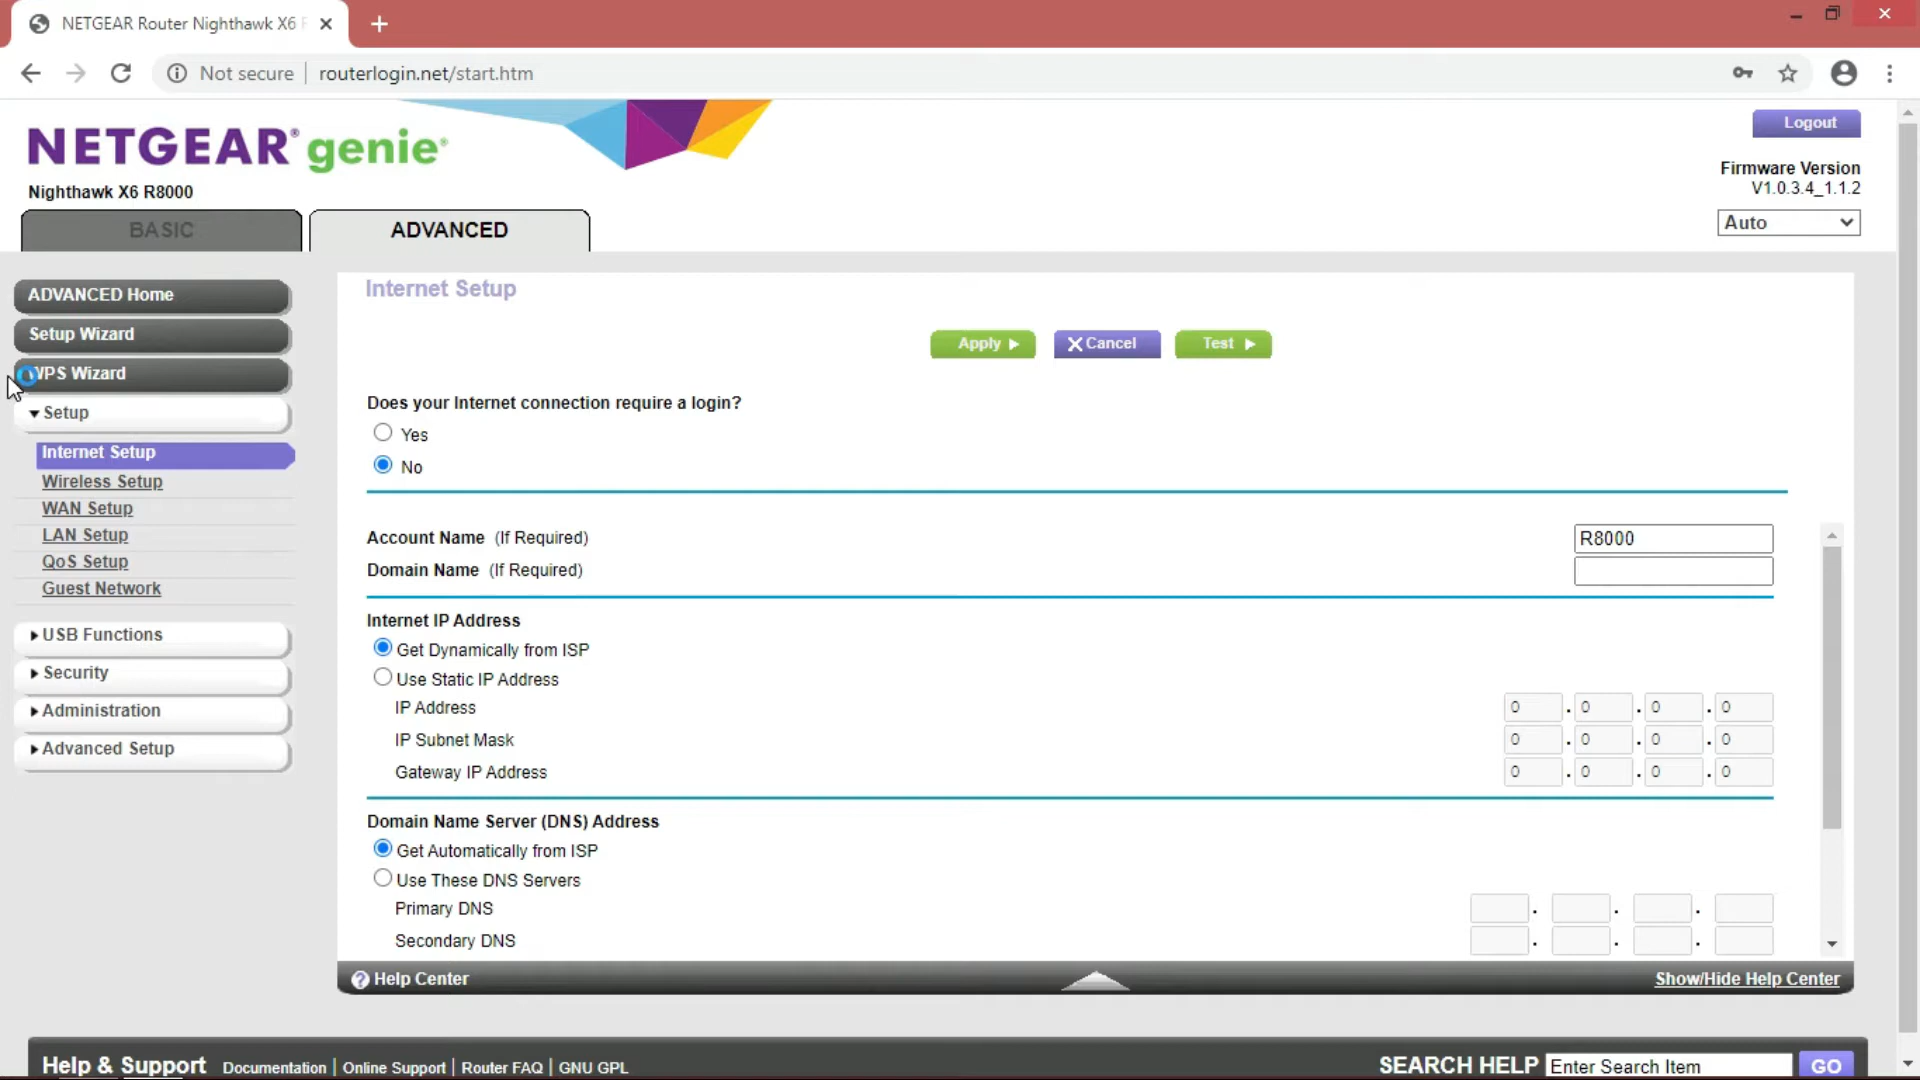 NETGEAR Router Nighthawk X6
Not secure routerlogin.net/start.htm
NETGEAR® genie®
Logout
Nighthawk X6 R8000
Firmware Version
V1.0.3.4_1.1.2
BASIC
ADVANCED
Auto
ADVANCED Home
Setup Wizard
WPS Wizard
Setup
Internet Setup
Wireless Setup
WAN Setup
LAN Setup
QoS Setup
Guest Network
USB Functions
Security
Administration
Advanced Setup
Internet Setup
Apply
Cancel
Test
Does your Internet connection require a login?
Yes
No
Account Name (If Required)
R8000
Domain Name (If Required)
Internet IP Address
Get Dynamically from ISP
Use Static IP Address
IP Address 0 . 0 . 0 . 0
IP Subnet Mask 0 . 0 . 0 . 0
Gateway IP Address 0 . 0 . 0 . 0
Domain Name Server (DNS) Address
Get Automatically from ISP
Use These DNS Servers
Primary DNS . . .
Secondary DNS . . .
Help Center
Show/Hide Help Center
Help & Support Documentation | Online Support | Router FAQ | GNU GPL
SEARCH HELP Enter Search Item GO